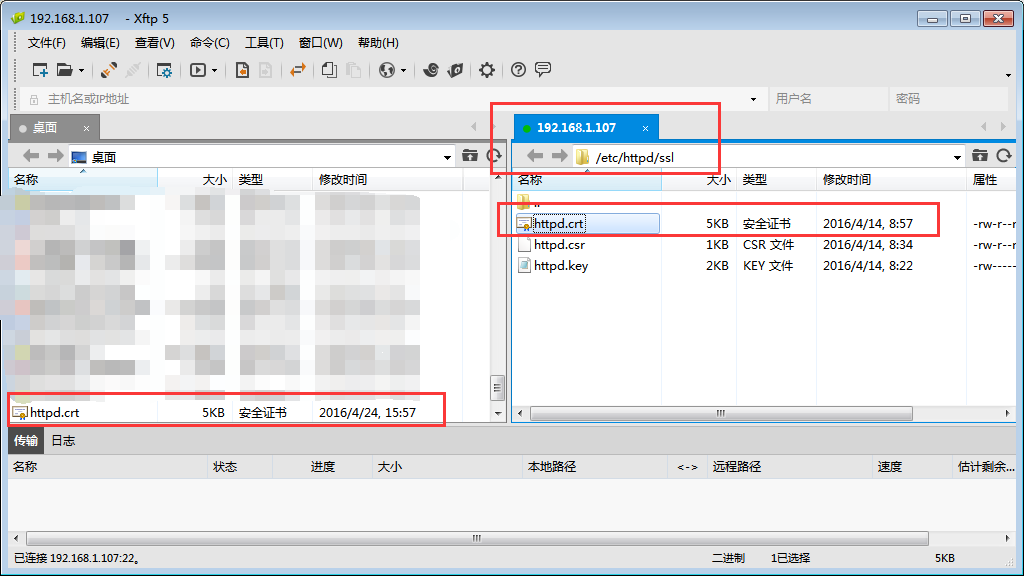 192.168.1.107 - Xftp 5
文件(F) 编辑(E) 查看(V) 命令(C) 工具(T) 窗口(W) 帮助(H)
主机名或IP地址 用户名 密码
桌面 × 192.168.1.107 ×
桌面 /etc/httpd/ssl
名称 大小 类型 修改时间 名称 大小 类型 修改时间 属性
..
httpd.crt 5KB 安全证书 2016/4/14, 8:57 -rw-r--r
httpd.csr 1KB CSR 文件 2016/4/14, 8:34 -rw-r--r
httpd.key 2KB KEY 文件 2016/4/14, 8:22 -rw-----
httpd.crt 5KB 安全证书 2016/4/24, 15:57
传输 日志
名称 状态 进度 大小 本地路径 <-> 远程路径 速度 估计剩余...
已连接 192.168.1.107:22。 二进制 1已选择 5KB